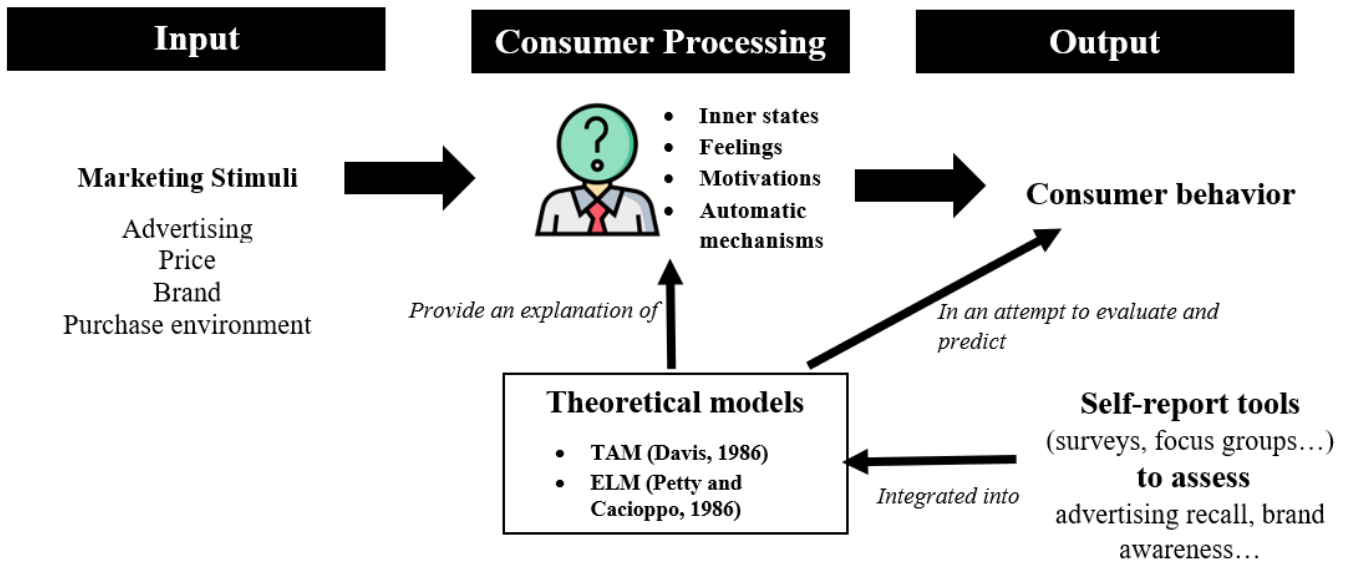 Input
Consumer Processing
Output
Marketing Stimuli
Advertising
Price
Brand
Purchase environment
?
• Inner states
• Feelings
• Motivations
• Automatic
mechanisms
Consumer behavior
Provide an explanation of
In an attempt to evaluate and
predict
Theoretical models
• TAM (Davis, 1986)
• ELM (Petty and
Cacioppo, 1986)
Integrated into
Self-report tools
(surveys, focus groups…)
to assess
advertising recall, brand
awareness…